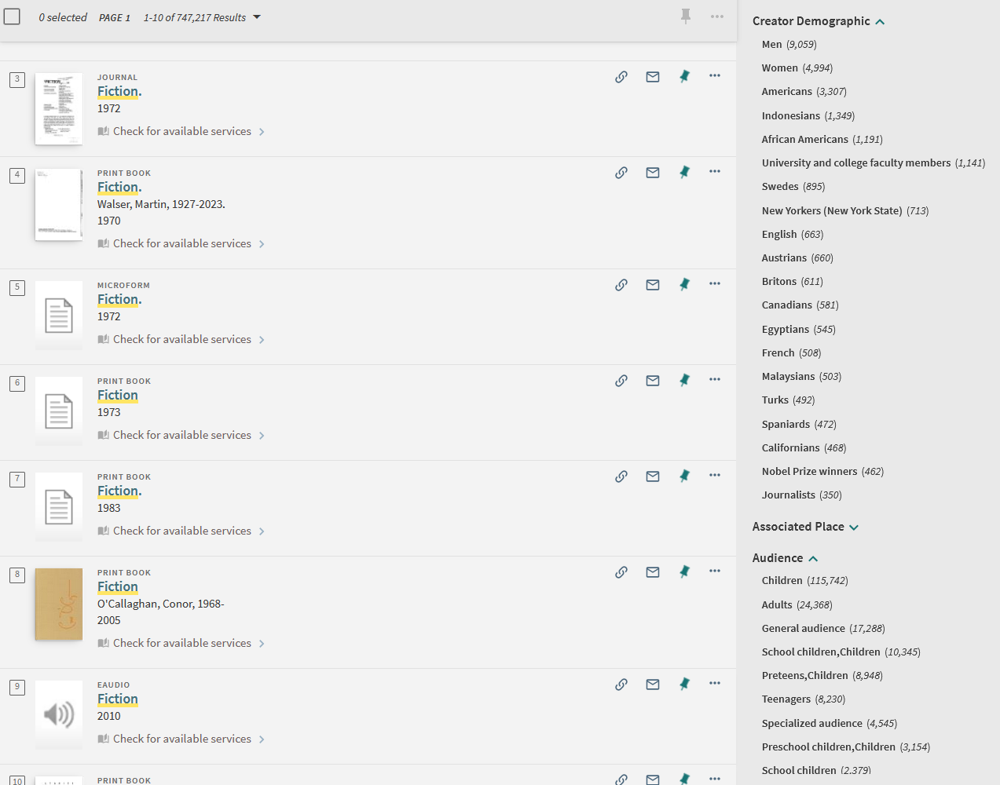 0 selected PAGE 1 1-10 of 747,217 Results
3
JOURNAL
Fiction.
1972
Check for available services
4
PRINT BOOK
Fiction.
Walser, Martin, 1927-2023.
1970
Check for available services
5
MICROFORM
Fiction.
1972
Check for available services
6
PRINT BOOK
Fiction
1973
Check for available services
7
PRINT BOOK
Fiction.
1983
Check for available services
8
PRINT BOOK
Fiction
O'Callaghan, Conor, 1968-
2005
Check for available services
9
EAUDIO
Fiction
2010
Check for available services
10
PRINT BOOK
Creator Demographic
Men (9,059)
Women (4,994)
Americans (3,307)
Indonesians (1,349)
African Americans (1,191)
University and college faculty members (1,141)
Swedes (895)
New Yorkers (New York State) (713)
English (663)
Austrians (660)
Britons (611)
Canadians (581)
Egyptians (545)
French (508)
Malaysians (503)
Turks (492)
Spaniards (472)
Californians (468)
Nobel Prize winners (462)
Journalists (350)
Associated Place
Audience
Children (115,742)
Adults (24,368)
General audience (17,288)
School children,Children (10,345)
Preteens,Children (8,948)
Teenagers (8,230)
Specialized audience (4,545)
Preschool children,Children (3,154)
School children (2,379)